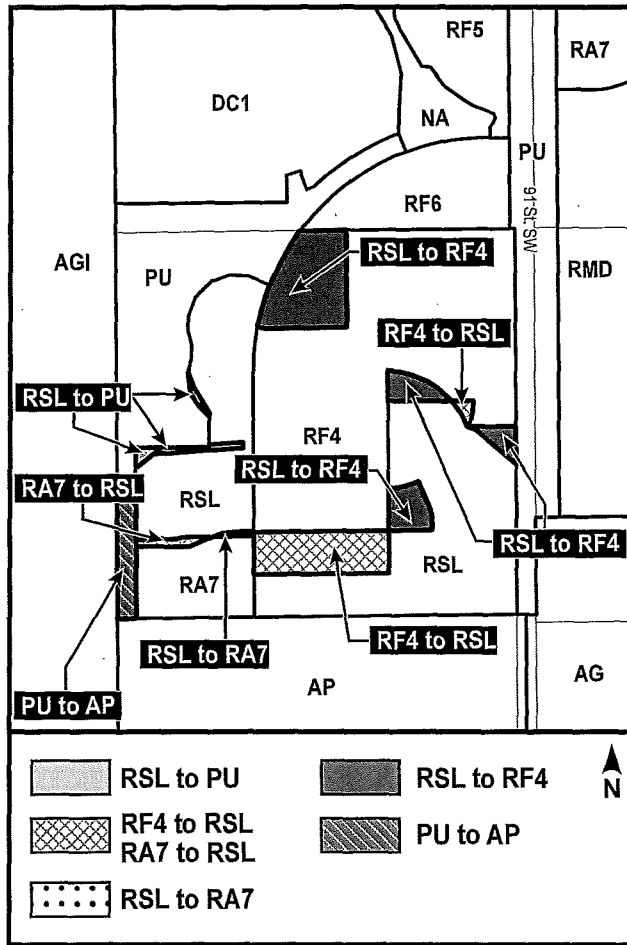 RF5
RA7
DC1
NA
PU
91 St. SW
RF6
AGI
PU
RSL to RF4
RMD
RF4 to RSL
RSL to PU
RF4
RSL to RF4
RA7 to RSL
RSL
RSL to RF4
RSL
RA7
RF4 to RSL
RSL to RA7
PU to AP
AP
AG
RSL to PU
RSL to RF4
N
RF4 to RSL
RA7 to RSL
PU to AP
RSL to RA7